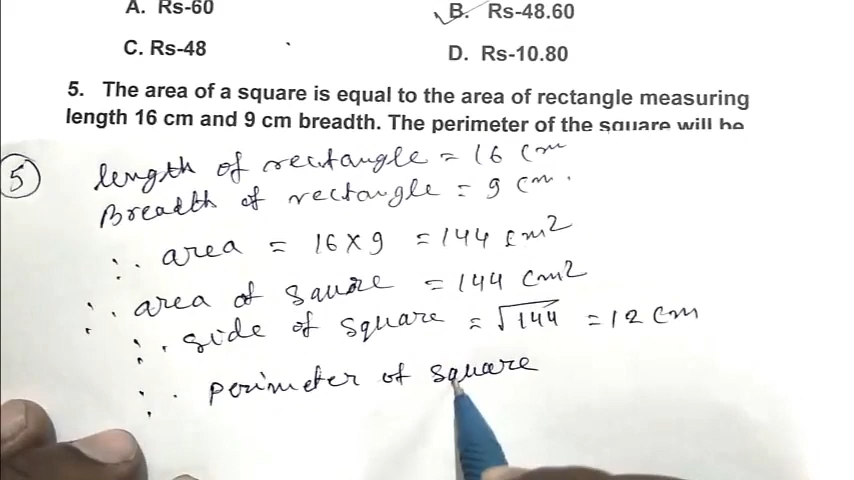 A. Rs-60
B. Rs-48.60
C. Rs-48
D. Rs-10.80
5. The area of a square is equal to the area of rectangle measuring
length 16 cm and 9 cm breadth. The perimeter of the square will be
5 length of rectangle = 16 cm
Breadth of rectangle = 9 cm.
∴ area = 16 x 9 = 144 cm²
∴ area of sauare = 144 cm²
∴ side of square = √144 = 12 cm
∴ perimeter of square